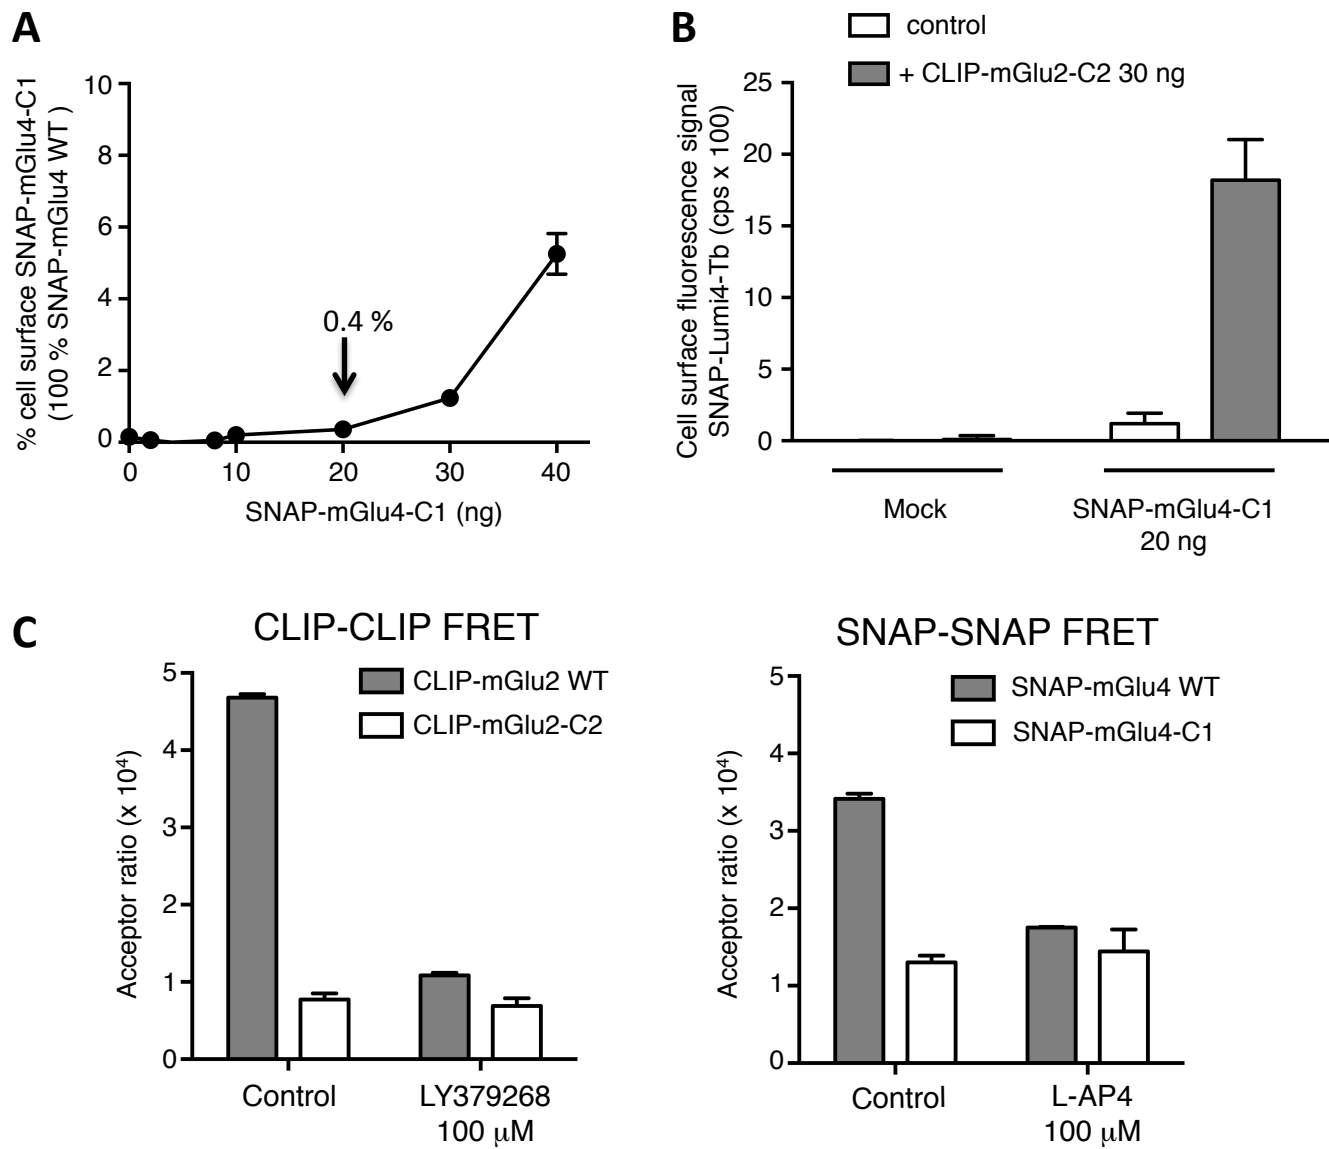 A
% cell surface SNAP-mGlu4-C1
(100 % SNAP-mGlu4 WT )
10
8
6
4
2
0
0.4 %
0 10 20 30 40
SNAP-mGlu4-C1 (ng)
B
control
+ CLIP-mGlu2-C2 30 ng
Cell surface fluorescence signal
SNAP-Lumi4-Tb (cps x 100)
25
20
15
10
5
0
Mock
SNAP-mGlu4-C1
20 ng
C
CLIP-CLIP FRET
CLIP-mGlu2 WT
CLIP-mGlu2-C2
Acceptor ratio (x 10⁴)
5
4
3
2
1
0
Control
LY379268
100 μM
SNAP-SNAP FRET
SNAP-mGlu4 WT
SNAP-mGlu4-C1
Acceptor ratio (x 10⁴)
5
4
3
2
1
0
Control
L-AP4
100 μM